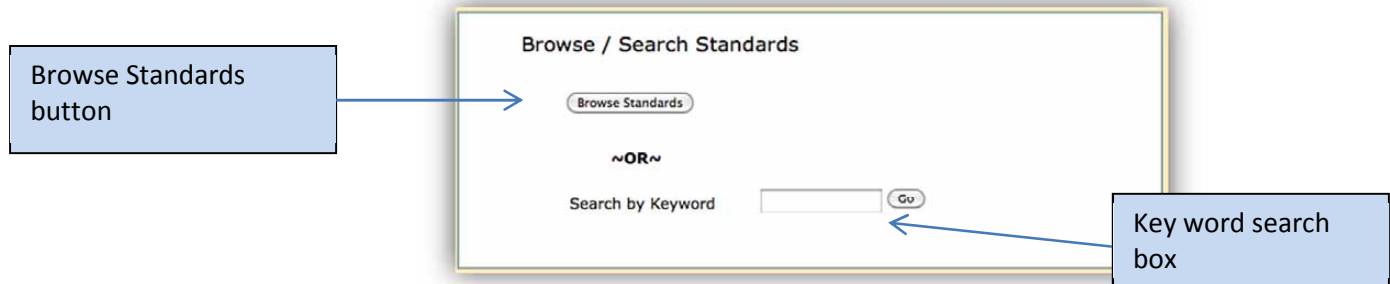 Browse / Search Standards
Browse Standards
button
Browse Standards
~OR~
Search by Keyword
Go
Key word search
box